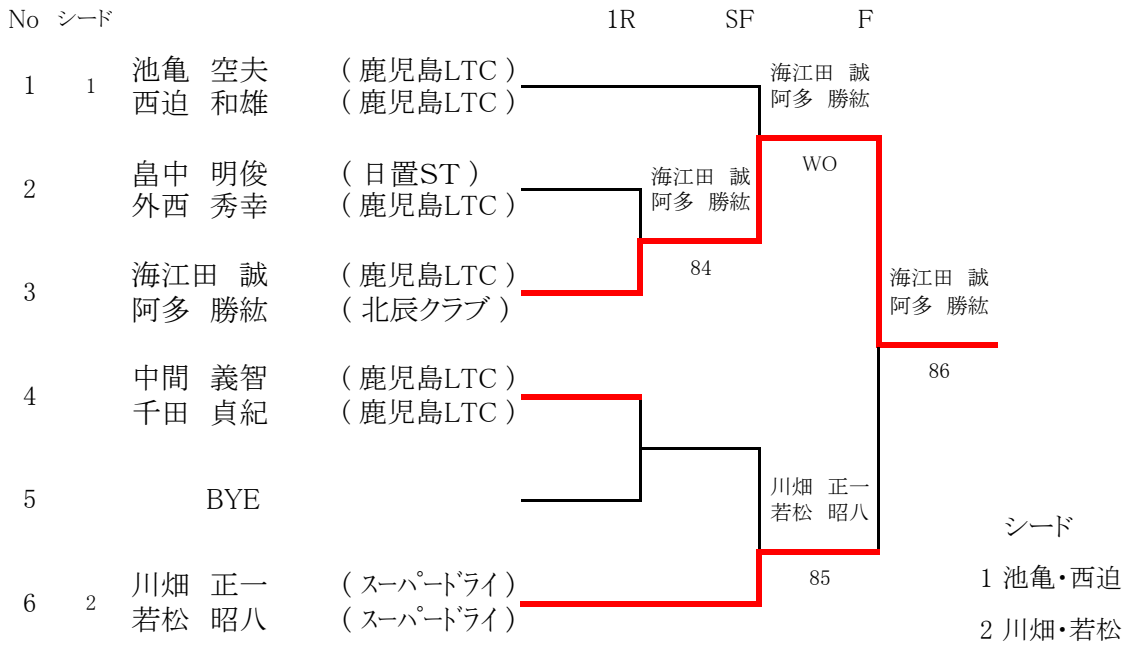 No シード 1R SF F
1 1 池亀 空夫 ( 鹿児島LTC )
西迫 和雄 ( 鹿児島LTC )
海江田 誠
阿多 勝紘
WO
2 畠中 明俊 ( 日置ST )
外西 秀幸 ( 鹿児島LTC )
海江田 誠
阿多 勝紘
84
3 海江田 誠 ( 鹿児島LTC )
阿多 勝紘 ( 北辰クラブ )
海江田 誠
阿多 勝紘
86
4 中間 義智 ( 鹿児島LTC )
千田 貞紀 ( 鹿児島LTC )
5 BYE
川畑 正一
若松 昭八
85
6 2 川畑 正一 ( スーパードライ )
若松 昭八 ( スーパードライ )
シード
1 池亀・西迫
2 川畑・若松